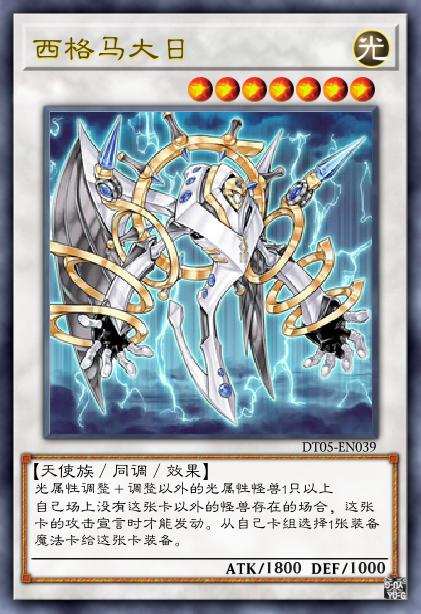 西格马大日
光
DT05-EN039
【天使族／同调／效果】
光属性调整＋调整以外的光属性怪兽1只以上
自己场上没有这张卡以外的怪兽存在的场合，这张
卡的攻击宣言时才能发动。从自己卡组选择1张装备
魔法卡给这张卡装备。
ATK/1800 DEF/1000